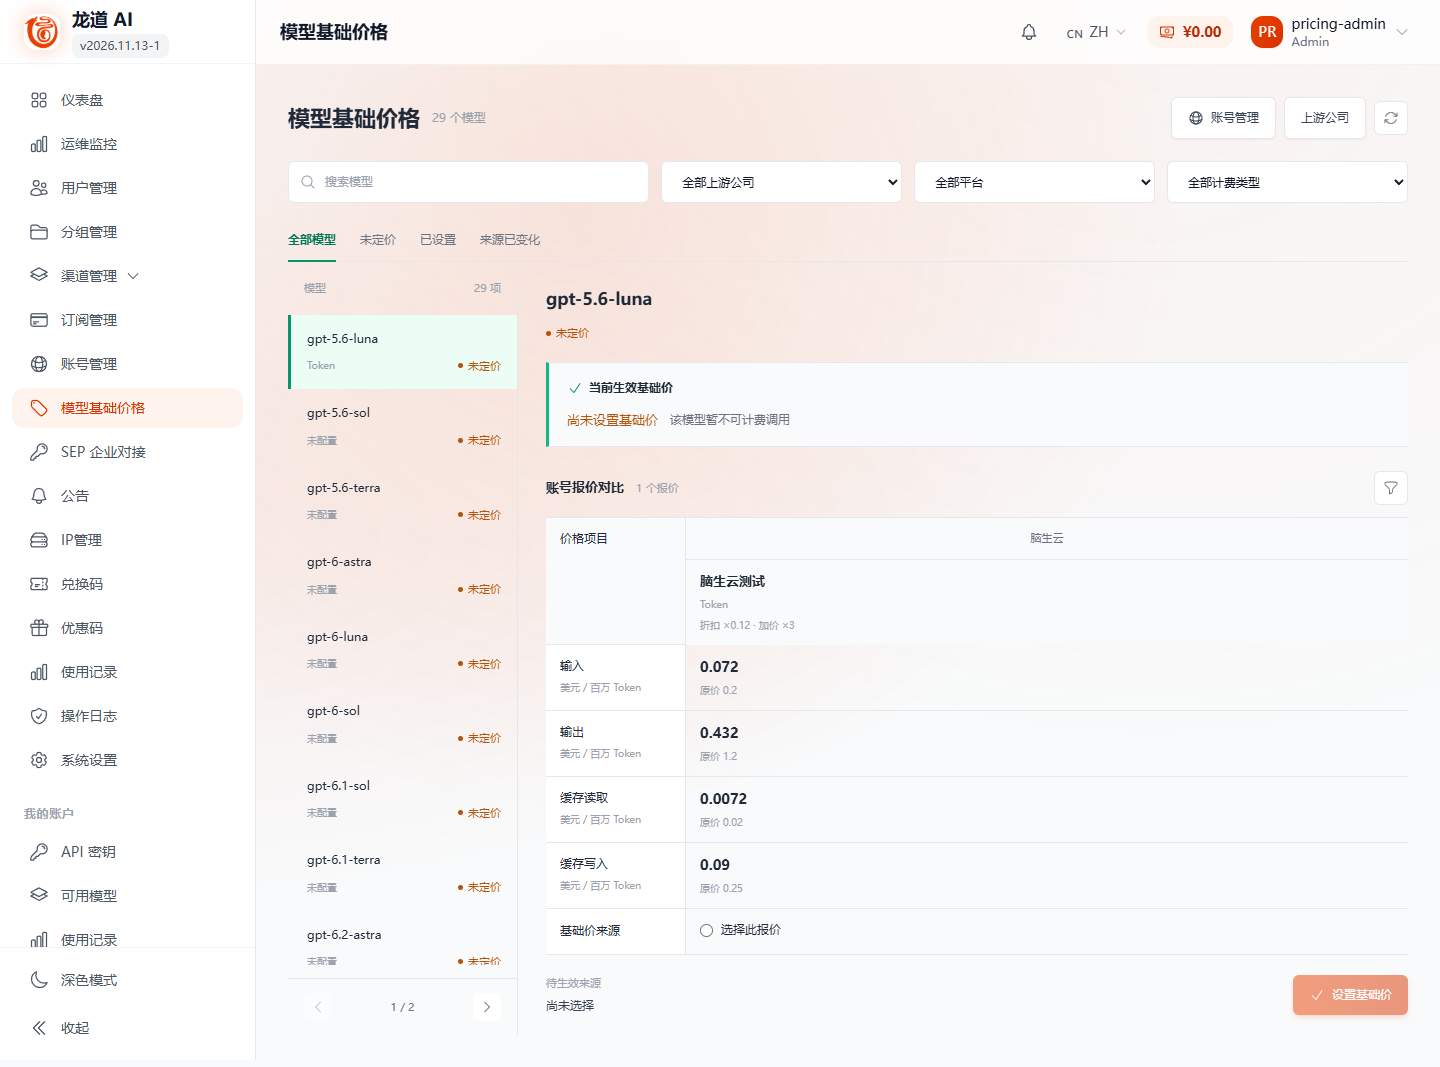 龙道 AI
v2026.11.13-1
仪表盘
运维监控
用户管理
分组管理
渠道管理
订阅管理
账号管理
模型基础价格
SEP 企业对接
公告
IP管理
兑换码
优惠码
使用记录
操作日志
系统设置
我的账户
API 密钥
可用模型
使用记录
深色模式
收起
模型基础价格
CN ZH
¥0.00
PR
pricing-admin
Admin
模型基础价格 29 个模型
账号管理
上游公司
搜索模型
全部上游公司
全部平台
全部计费类型
全部模型 未定价 已设置 来源已变化
模型 29 项
gpt-5.6-luna
Token 未定价
gpt-5.6-sol
未配置 未定价
gpt-5.6-terra
未配置 未定价
gpt-6-astra
未配置 未定价
gpt-6-luna
未配置 未定价
gpt-6-sol
未配置 未定价
gpt-6.1-sol
未配置 未定价
gpt-6.1-terra
未配置 未定价
gpt-6.2-astra
未配置 未定价
1 / 2
gpt-5.6-luna
未定价
当前生效基础价
尚未设置基础价 该模型暂不可计费调用
账号报价对比 1 个报价
价格项目
脑生云
脑生云测试
Token
折扣 ×0.12 · 加价 ×3
输入
美元 / 百万 Token
0.072
原价 0.2
输出
美元 / 百万 Token
0.432
原价 1.2
缓存读取
美元 / 百万 Token
0.0072
原价 0.02
缓存写入
美元 / 百万 Token
0.09
原价 0.25
基础价来源
选择此报价
待生效来源
尚未选择
设置基础价